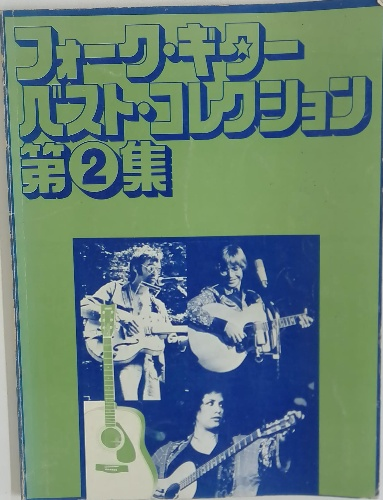 フォーク・ギター
ベスト・コレクション
第②集